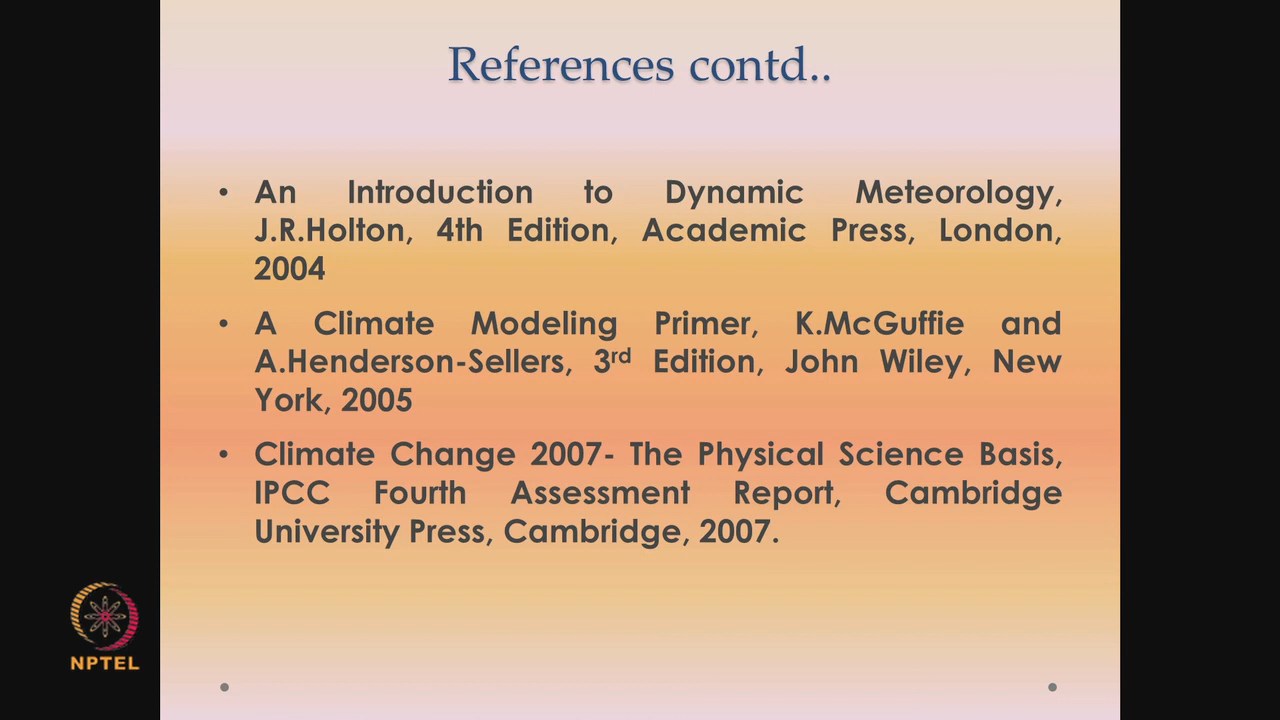 References contd..
• An Introduction to Dynamic Meteorology,
J.R.Holton, 4th Edition, Academic Press, London,
2004
• A Climate Modeling Primer, K.McGuffie and
A.Henderson-Sellers, 3rd Edition, John Wiley, New
York, 2005
• Climate Change 2007- The Physical Science Basis,
IPCC Fourth Assessment Report, Cambridge
University Press, Cambridge, 2007.
NPTEL